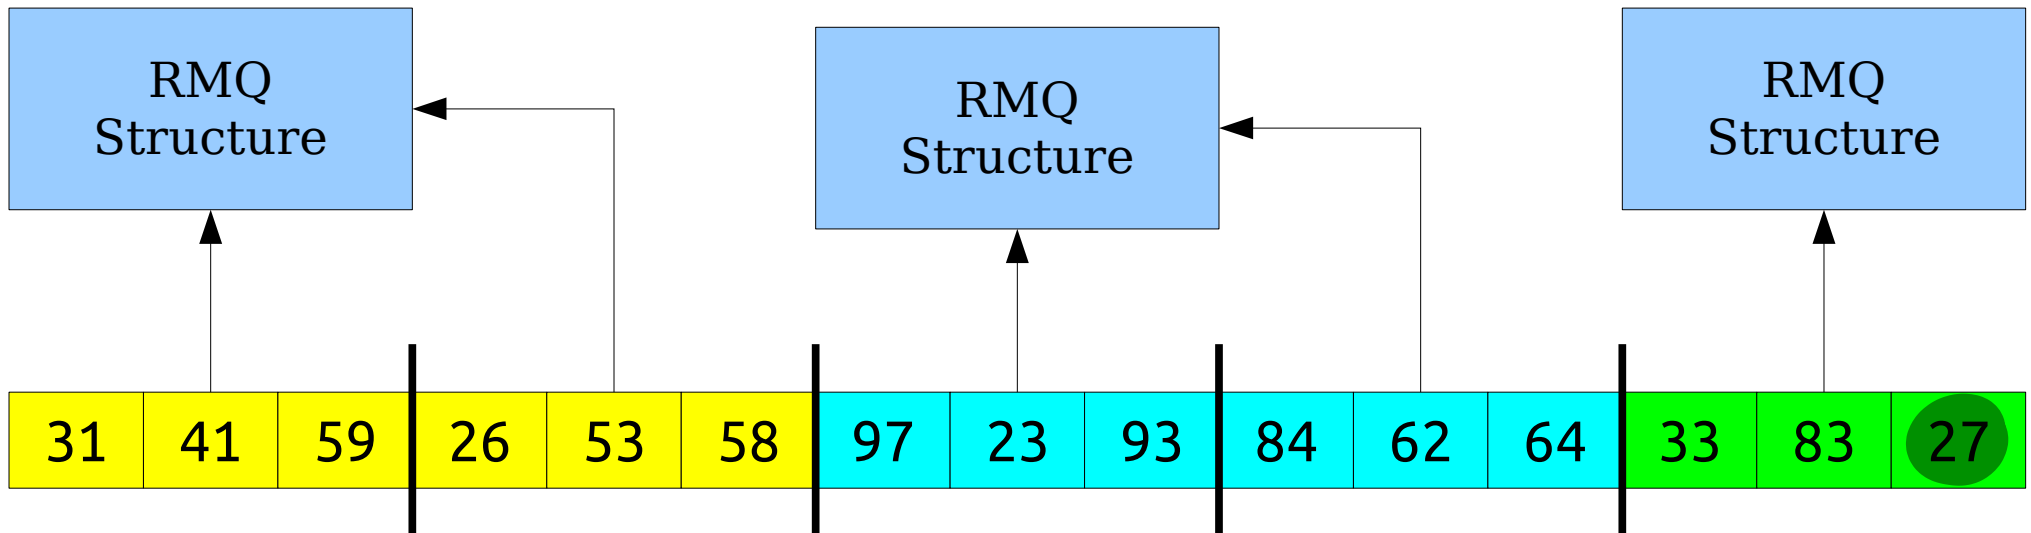 RMQ
Structure
RMQ
Structure
RMQ
Structure
31 41 59 26 53 58 97 23 93 84 62 64 33 83 27